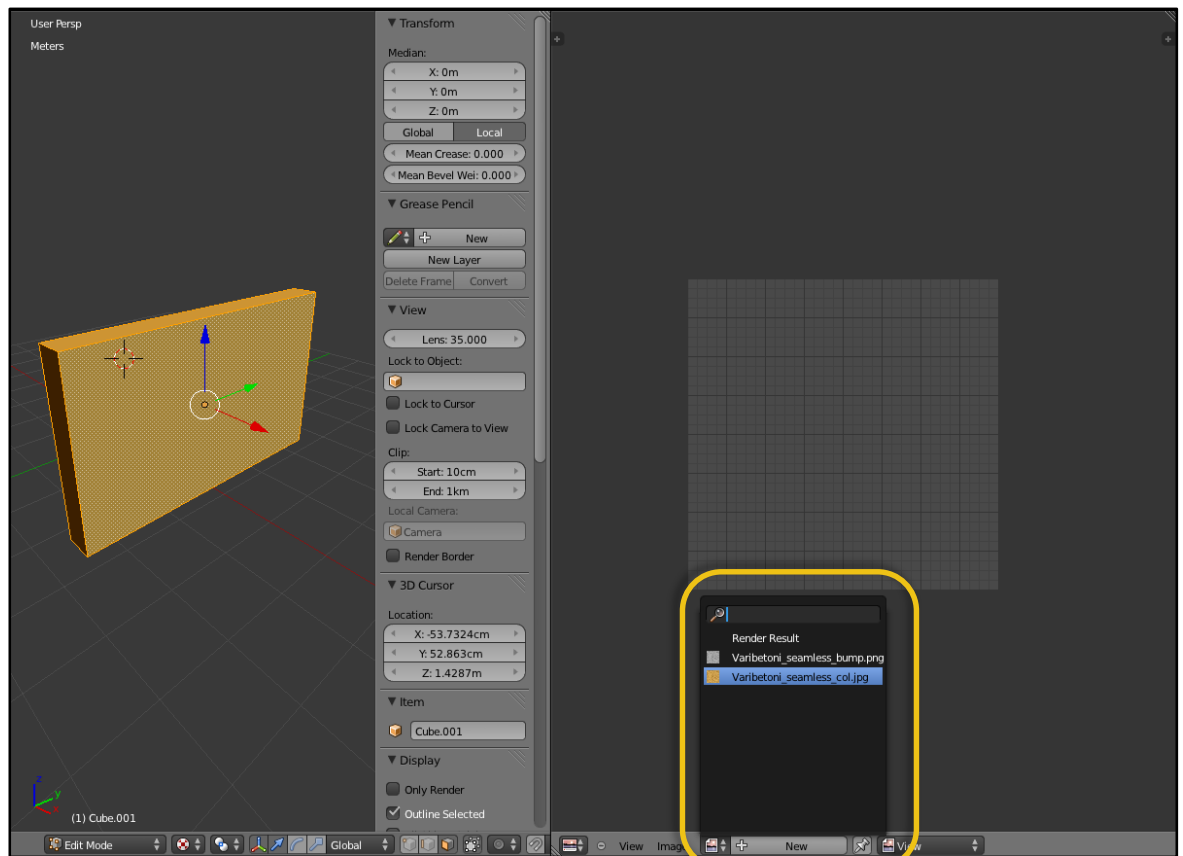 User Persp
Meters
Transform
Median:
X: 0m
Y: 0m
Z: 0m
Global Local
Mean Crease: 0.000
Mean Bevel Wei: 0.000
Grease Pencil
New
New Layer
Delete Frame Convert
View
Lens: 35.000
Lock to Object:
Lock to Cursor
Lock Camera to View
Clip:
Start: 10cm
End: 1km
Local Camera:
Camera
Render Border
3D Cursor
Location:
X: -53.7324cm
Y: 52.863cm
Z: 1.4287m
Item
Cube.001
Display
Only Render
Outline Selected
z
y
x
(1) Cube.001
Edit Mode
Global
Render Result
Varibetoni_seamless_bump.png
Varibetoni_seamless_col.jpg
View
New